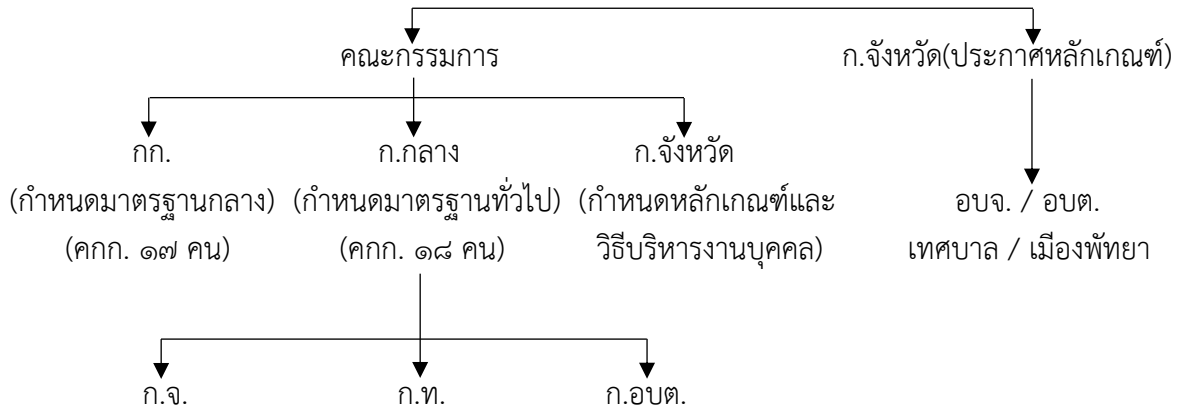 คณะกรรมการ ก.จังหวัด(ประกาศหลักเกณฑ์)
กก. ก.กลาง ก.จังหวัด
(กำหนดมาตรฐานกลาง) (กำหนดมาตรฐานทั่วไป) (กำหนดหลักเกณฑ์และ อบจ. / อบต.
(คกก. ๑๗ คน) (คกก. ๑๘ คน) วิธีบริหารงานบุคคล) เทศบาล / เมืองพัทยา
ก.จ. ก.ท. ก.อบต.